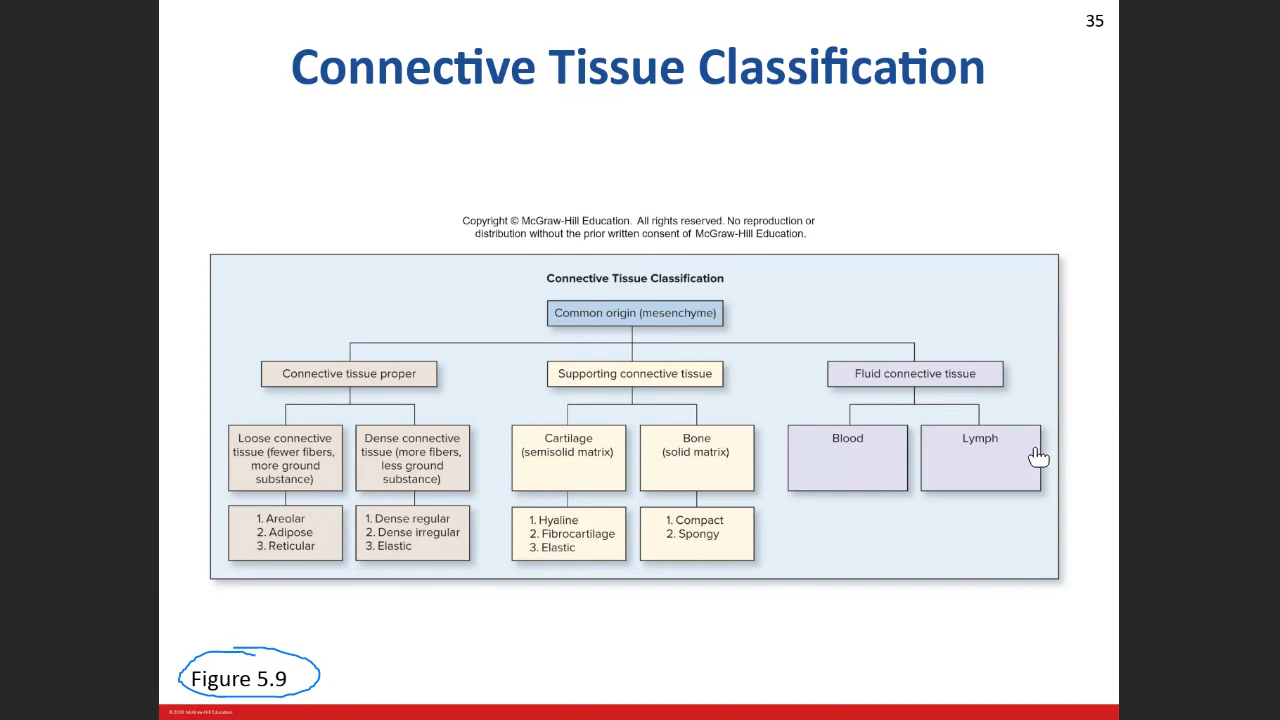 35
Connective Tissue Classification
Copyright © McGraw-Hill Education. All rights reserved. No reproduction or
distribution without the prior written consent of McGraw-Hill Education.
Connective Tissue Classification
Common origin (mesenchyme)
Connective tissue proper
Supporting connective tissue
Fluid connective tissue
Loose connective
tissue (fewer fibers,
more ground
substance)
Dense connective
tissue (more fibers,
less ground
substance)
Cartilage
(semisolid matrix)
Bone
(solid matrix)
Blood
Lymph
1. Areolar
2. Adipose
3. Reticular
1. Dense regular
2. Dense irregular
3. Elastic
1. Hyaline
2. Fibrocartilage
3. Elastic
1. Compact
2. Spongy
Figure 5.9
© 2019 McGraw-Hill Education